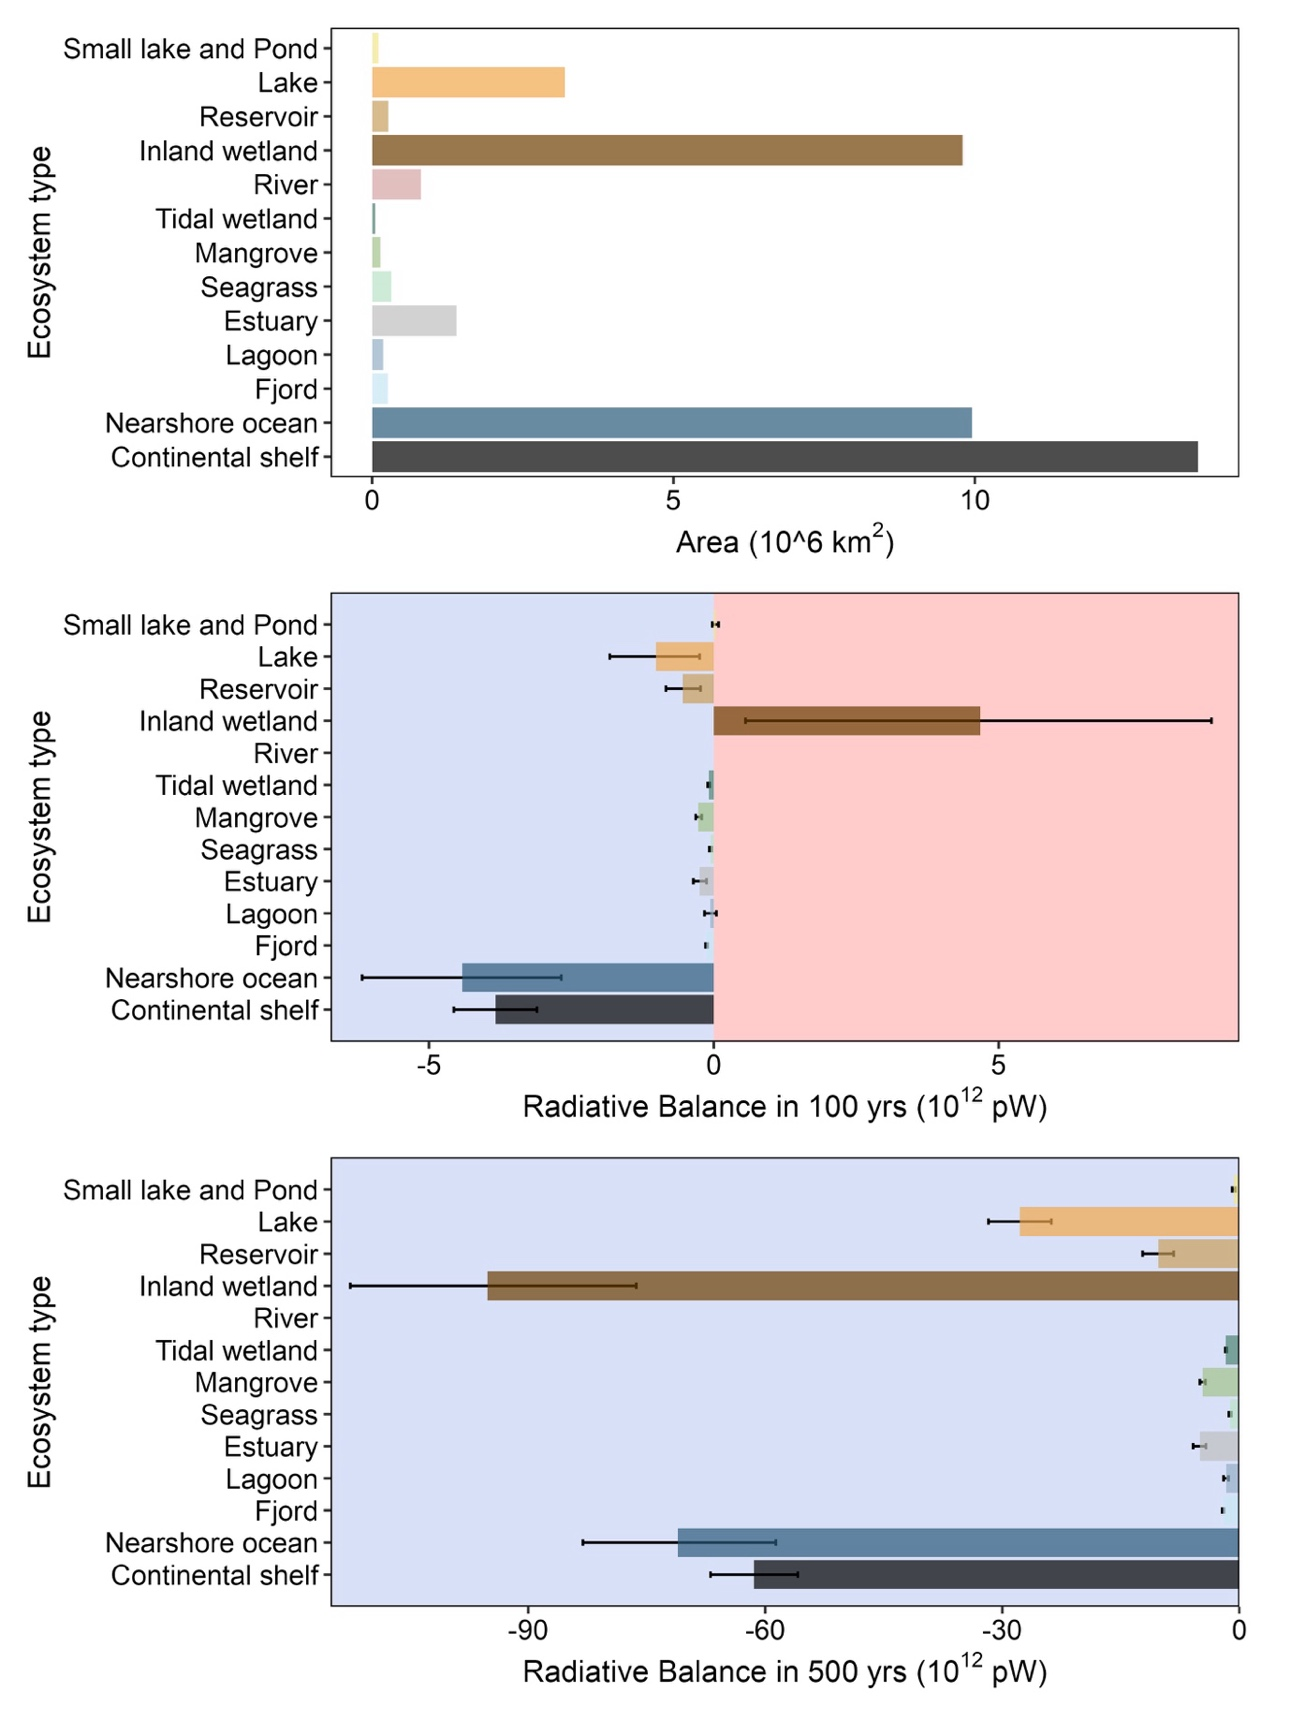 Ecosystem type
Small lake and Pond
Lake
Reservoir
Inland wetland
River
Tidal wetland
Mangrove
Seagrass
Estuary
Lagoon
Fjord
Nearshore ocean
Continental shelf
0 5 10
Area (10^6 km²)
Ecosystem type
Small lake and Pond
Lake
Reservoir
Inland wetland
River
Tidal wetland
Mangrove
Seagrass
Estuary
Lagoon
Fjord
Nearshore ocean
Continental shelf
-5 0 5
Radiative Balance in 100 yrs (10¹² pW)
Ecosystem type
Small lake and Pond
Lake
Reservoir
Inland wetland
River
Tidal wetland
Mangrove
Seagrass
Estuary
Lagoon
Fjord
Nearshore ocean
Continental shelf
-90 -60 -30 0
Radiative Balance in 500 yrs (10¹² pW)